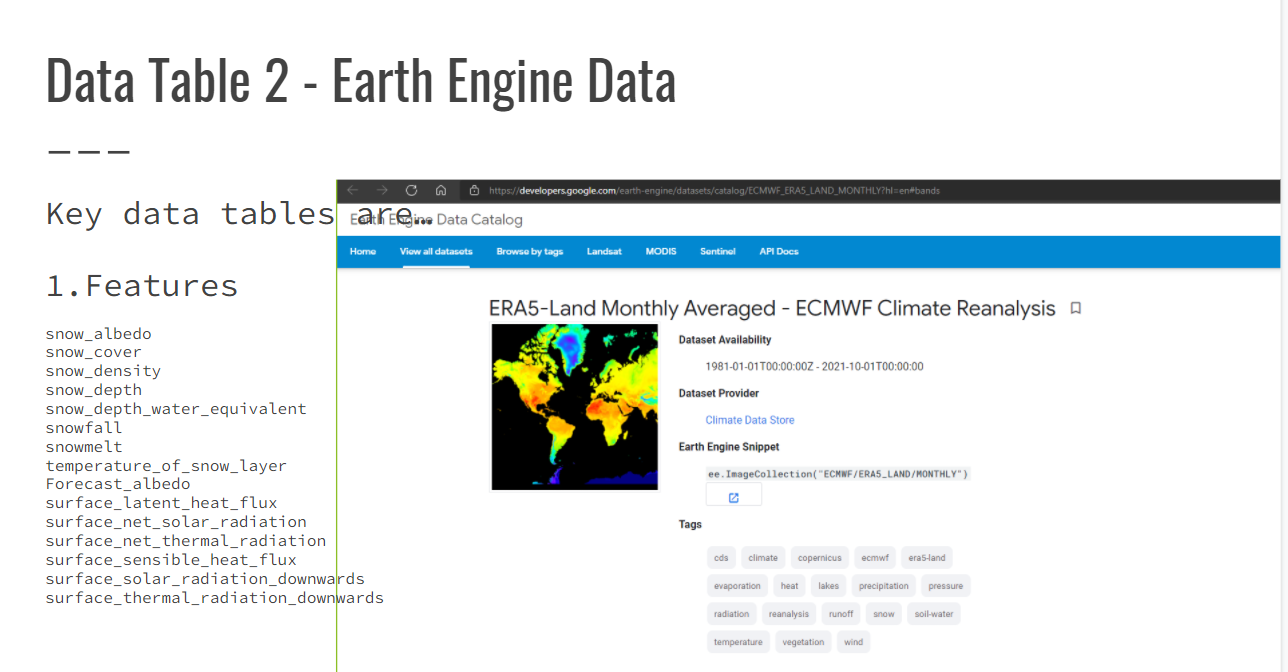 Data Table 2 - Earth Engine Data
---
Key data tables are…
1.Features
snow_albedo
snow_cover
snow_density
snow_depth
snow_depth_water_equivalent
snowfall
snowmelt
temperature_of_snow_layer
Forecast_albedo
surface_latent_heat_flux
surface_net_solar_radiation
surface_net_thermal_radiation
surface_sensible_heat_flux
surface_solar_radiation_downwards
surface_thermal_radiation_downwards
https://developers.google.com/earth-engine/datasets/catalog/ECMWF_ERA5_LAND_MONTHLY?hl=en#bands
Earth Engine Data Catalog
Home View all datasets Browse by tags Landsat MODIS Sentinel API Docs
ERA5-Land Monthly Averaged - ECMWF Climate Reanalysis
Dataset Availability
1981-01-01T00:00:00Z - 2021-10-01T00:00:00
Dataset Provider
Climate Data Store
Earth Engine Snippet
ee.ImageCollection("ECMWF/ERA5_LAND/MONTHLY")
Tags
cds climate copernicus ecmwf era5-land
evaporation heat lakes precipitation pressure
radiation reanalysis runoff snow soil-water
temperature vegetation wind